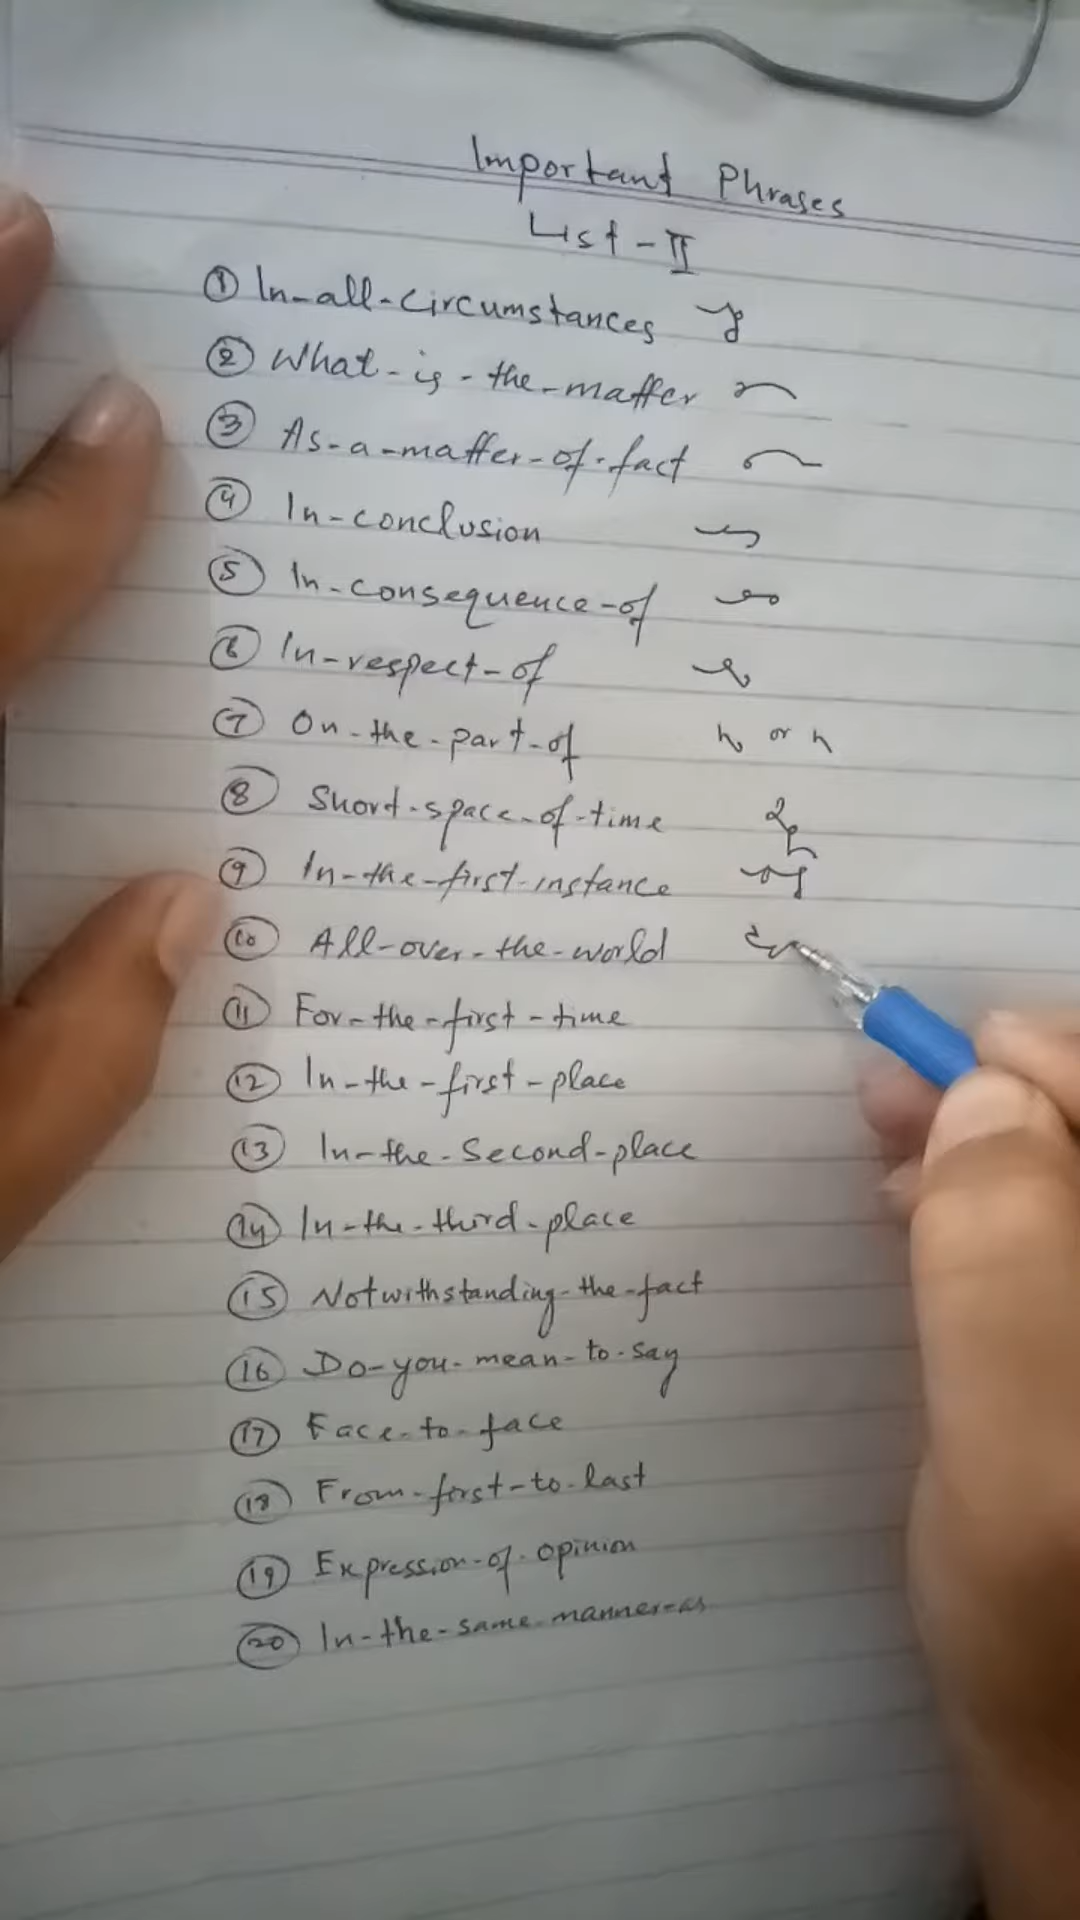 Important Phrases
List-II
① In-all-circumstances
② What-is-the-matter
③ As-a-matter-of-fact
④ In-conclusion
⑤ In-consequence-of
⑥ In-respect-of
⑦ On-the-part-of or
⑧ Short-space-of-time
⑨ In-the-first-instance
⑩ All-over-the-world
⑪ For-the-first-time
⑫ In-the-first-place
⑬ In-the-Second-place
⑭ In-the-third-place
⑮ Notwithstanding-the-fact
⑯ Do-you-mean-to-say
⑰ Face-to-face
⑱ From-first-to-last
⑲ Expression-of-opinion
⑳ In-the-same-manner-as